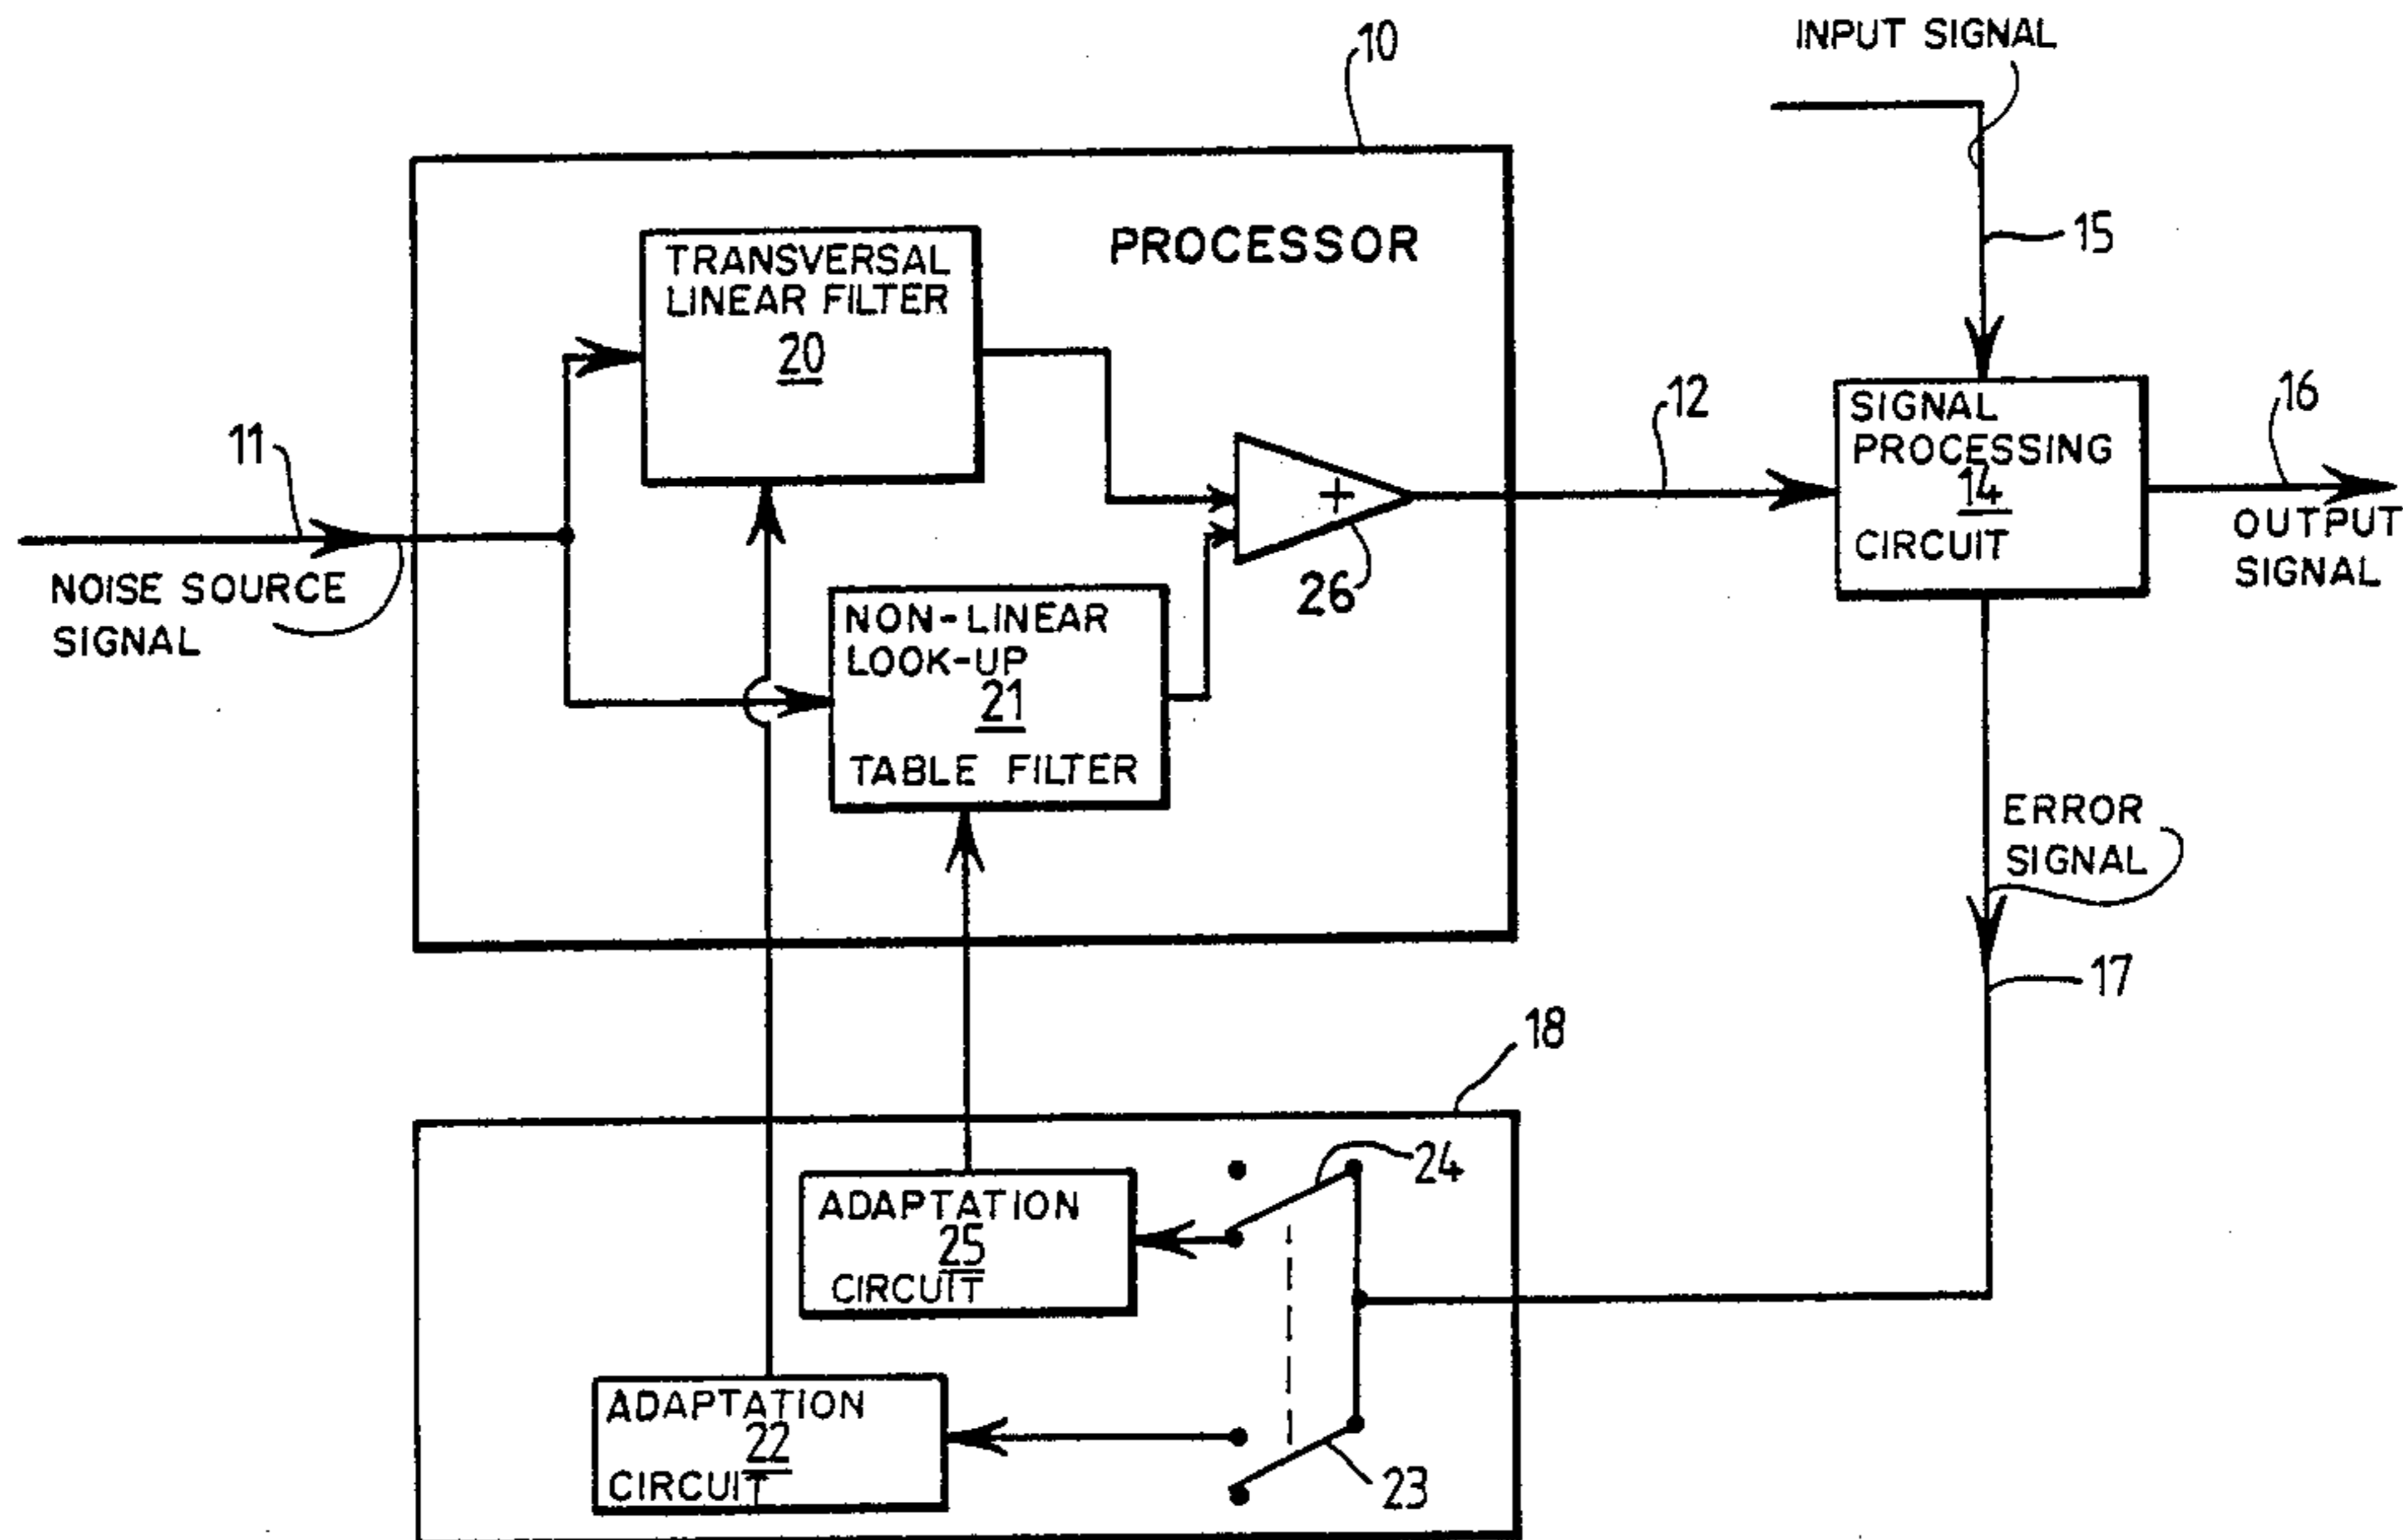 INPUT SIGNAL
10
PROCESSOR
TRANSVERSAL
LINEAR FILTER
20
15
11
NOISE SOURCE
SIGNAL
NON-LINEAR
LOOK-UP
21
TABLE FILTER
+
26
12
SIGNAL
PROCESSING
14
CIRCUIT
16
OUTPUT
SIGNAL
ERROR
SIGNAL
17
18
ADAPTATION
25
CIRCUIT
24
ADAPTATION
22
CIRCUIT
23